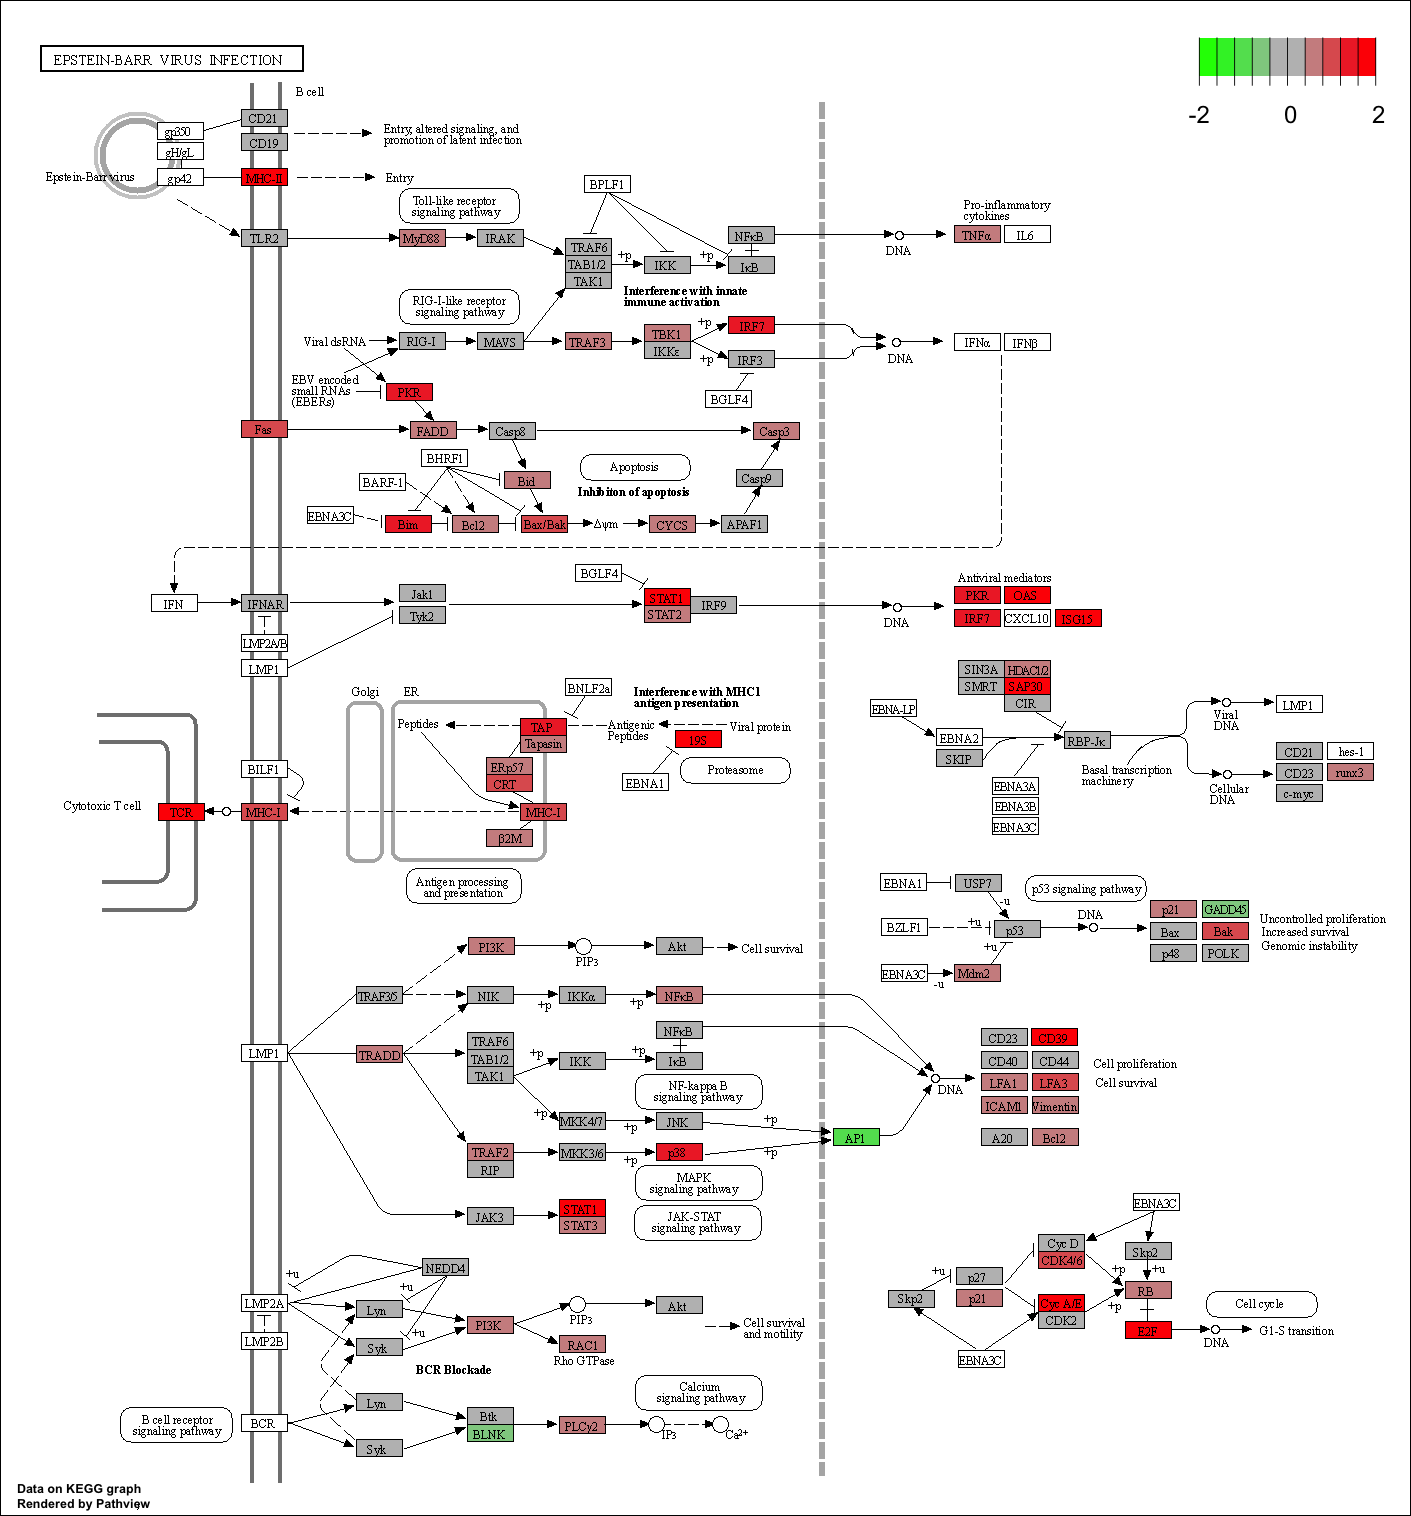 EPSTEIN-BARR VIRUS INFECTION
-2 0 2
B cell
gp350
gH/gL
gp42
Epstein-Barr virus
CD21
CD19
MHC-II
Entry, altered signaling, and
promotion of latent infection
Entry
Toll-like receptor
signaling pathway
BPLF1
TLR2
MyD88
IRAK
TRAF6
TAB1/2
TAK1
+p
IKK
+p
NFκB
IκB
DNA
Pro-inflammatory
cytokines
TNFα
IL6
Interference with innate
immune activation
RIG-I-like receptor
signaling pathway
Viral dsRNA
RIG-I
MAVS
TRAF3
TBK1
IKKε
+p
+p
IRF7
IRF3
BGLF4
DNA
IFNα
IFNβ
EBV encoded
small RNAs
(EBERs)
PKR
Fas
FADD
Casp8
Casp3
BHRF1
BARF-1
Bid
Apoptosis
Inhibiton of apoptosis
Casp9
EBNA3C
Bim
Bcl2
Bax/Bak
Δψm
CYCS
APAF1
BGLF4
IFN
IFNAR
Jak1
Tyk2
STAT1
STAT2
IRF9
DNA
Antiviral mediators
PKR
OAS
IRF7
CXCL10
ISG15
LMP2A/B
LMP1
Golgi
ER
BNLF2a
Interference with MHC1
antigen presentation
Peptides
TAP
Tapasin
Antigenic
Peptides
Viral protein
19S
EBNA1
Proteasome
ERp57
CRT
MHC-I
β2M
BILF1
Cytotoxic T cell
TCR
MHC-I
Antigen processing
and presentation
SIN3A
HDAC1/2
SMRT
SAP30
CIR
EBNA-LP
EBNA2
SKIP
RBP-Jκ
EBNA3A
EBNA3B
EBNA3C
Basal transcription
machinery
Viral
DNA
LMP1
Cellular
DNA
CD21
hes-1
CD23
runx3
c-myc
EBNA1
USP7
p53 signaling pathway
-u
BZLF1
+u
p53
+u
DNA
EBNA3C
-u
Mdm2
p21
GADD45
Bax
Bak
p48
POLK
Uncontrolled proliferation
Increased survival
Genomic instability
PI3K
PIP3
Akt
Cell survival
TRAF3/5
NIK
+p
IKKα
+p
NFκB
LMP1
TRADD
TRAF6
TAB1/2
TAK1
+p
IKK
NFκB
IκB
NF-kappa B
signaling pathway
+p
MKK4/7
+p
JNK
+p
TRAF2
RIP
MKK3/6
+p
p38
+p
AP1
MAPK
signaling pathway
DNA
CD23
CD39
CD40
CD44
LFA1
LFA3
ICAM1
Vimentin
A20
Bcl2
Cell proliferation
Cell survival
JAK3
STAT1
STAT3
JAK-STAT
signaling pathway
NEDD4
+u
+u
+u
LMP2A
LMP2B
Lyn
Syk
PI3K
PIP3
Akt
RAC1
Rho GTPase
Cell survival
and motility
BCR Blockade
B cell receptor
signaling pathway
BCR
Lyn
Syk
Btk
BLNK
PLCγ2
IP3
Ca2+
Calcium
signaling pathway
EBNA3C
Cyc D
CDK4/6
Skp2
+u
+p
+u
p27
p21
Skp2
Cyc A/E
CDK2
+p
RB
E2F
EBNA3C
DNA
Cell cycle
G1-S transition
Data on KEGG graph
Rendered by Pathview